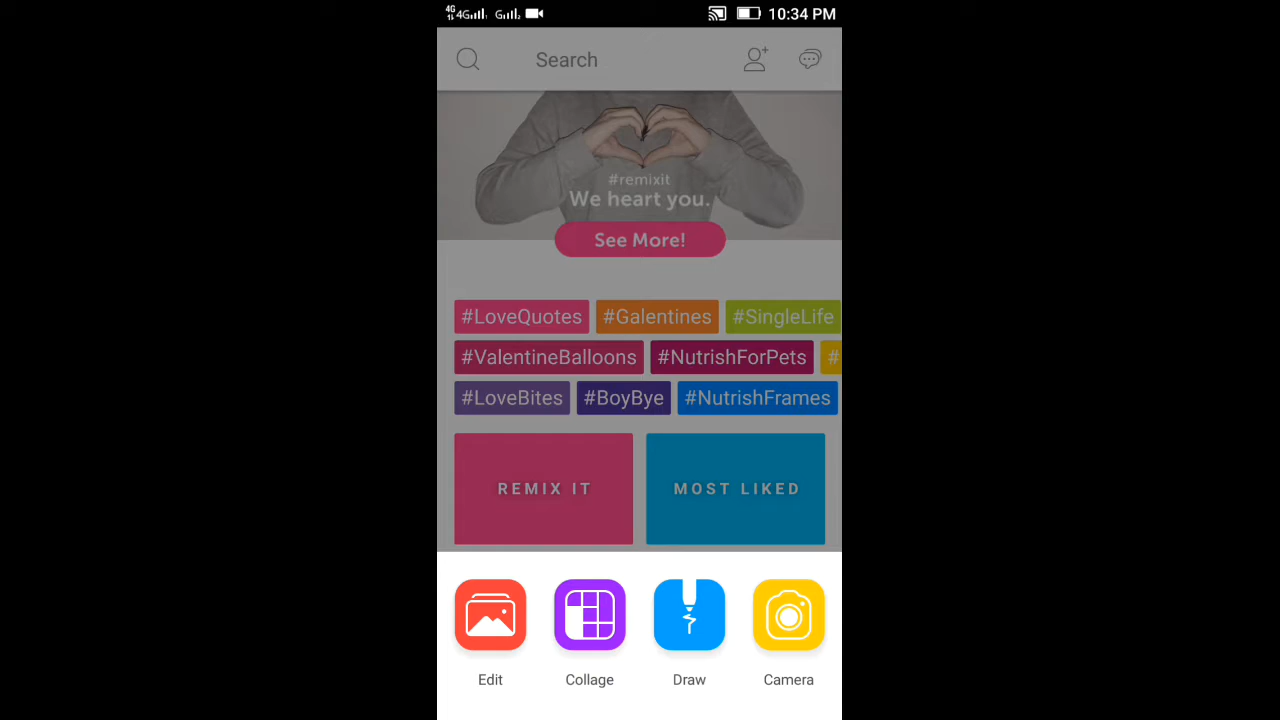 4G 4G G 10:34 PM
Search
#remixit
We heart you.
See More!
#LoveQuotes #Galentines #SingleLife
#ValentineBalloons #NutrishForPets #
#LoveBites #BoyBye #NutrishFrames
REMIX IT MOST LIKED
Edit Collage Draw Camera